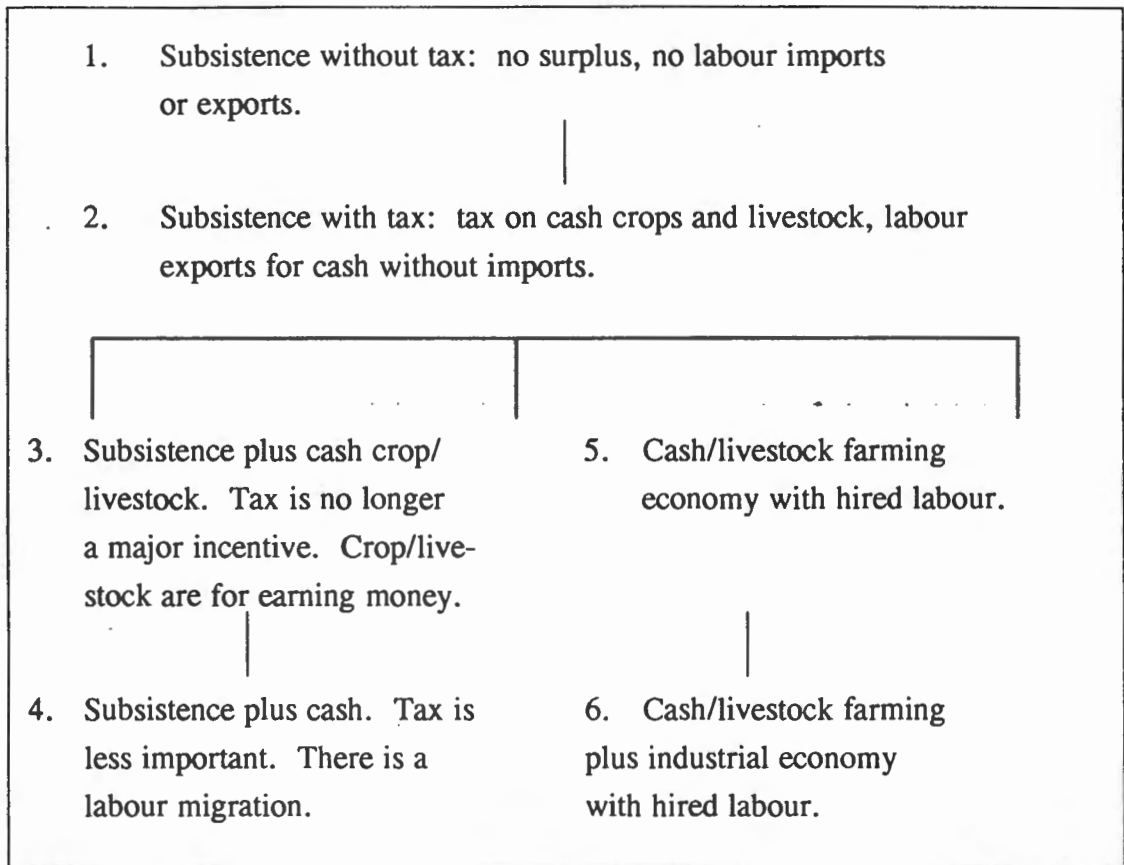 1. Subsistence without tax: no surplus, no labour imports
or exports.
2. Subsistence with tax: tax on cash crops and livestock, labour
exports for cash without imports.
3. Subsistence plus cash crop/
livestock. Tax is no longer
a major incentive. Crop/live-
stock are for earning money.
4. Subsistence plus cash. Tax is
less important. There is a
labour migration.
5. Cash/livestock farming
economy with hired labour.
6. Cash/livestock farming
plus industrial economy
with hired labour.